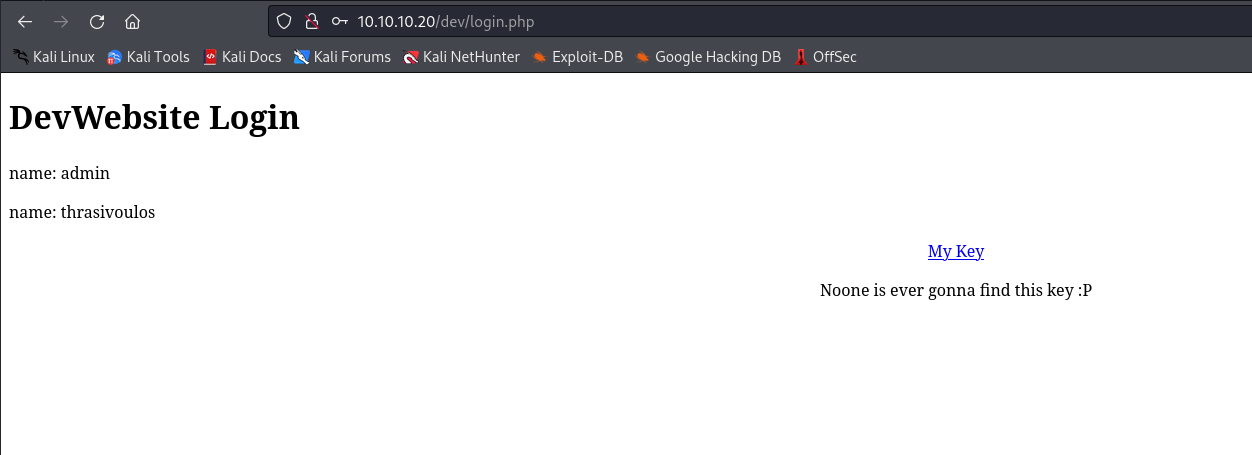 10.10.10.20/dev/login.php
Kali Linux Kali Tools Kali Docs Kali Forums Kali NetHunter Exploit-DB Google Hacking DB OffSec
DevWebsite Login
name: admin
name: thrasivoulos
My Key
Noone is ever gonna find this key :P